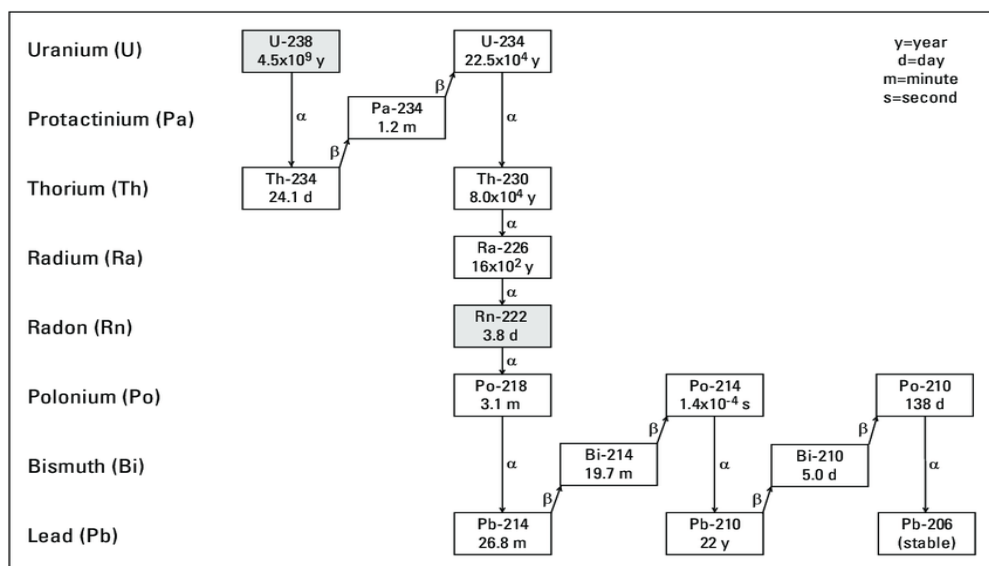 Uranium (U)
U-238
4.5x10⁹ y
U-234
22.5x10⁴ y
y=year
d=day
m=minute
s=second
β
Pa-234
1.2 m
Protactinium (Pa)
α
α
β
Thorium (Th)
Th-234
24.1 d
Th-230
8.0x10⁴ y
α
Radium (Ra)
Ra-226
16x10² y
α
Radon (Rn)
Rn-222
3.8 d
α
Polonium (Po)
Po-218
3.1 m
Po-214
1.4x10⁻⁴ s
Po-210
138 d
β
β
Bismuth (Bi)
α
Bi-214
19.7 m
α
Bi-210
5.0 d
α
β
β
Lead (Pb)
Pb-214
26.8 m
Pb-210
22 y
Pb-206
(stable)